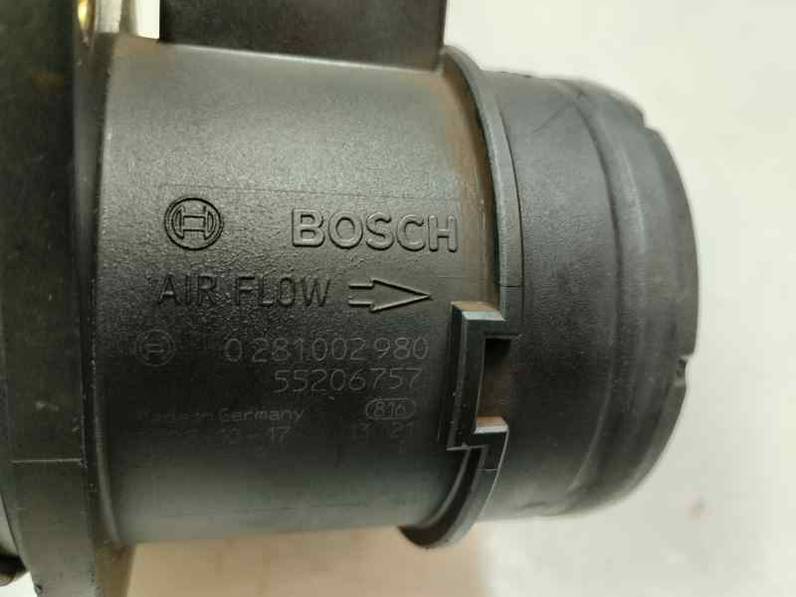 BOSCH
AIR FLOW
0 281 002 980
55206757
Made in Germany 816